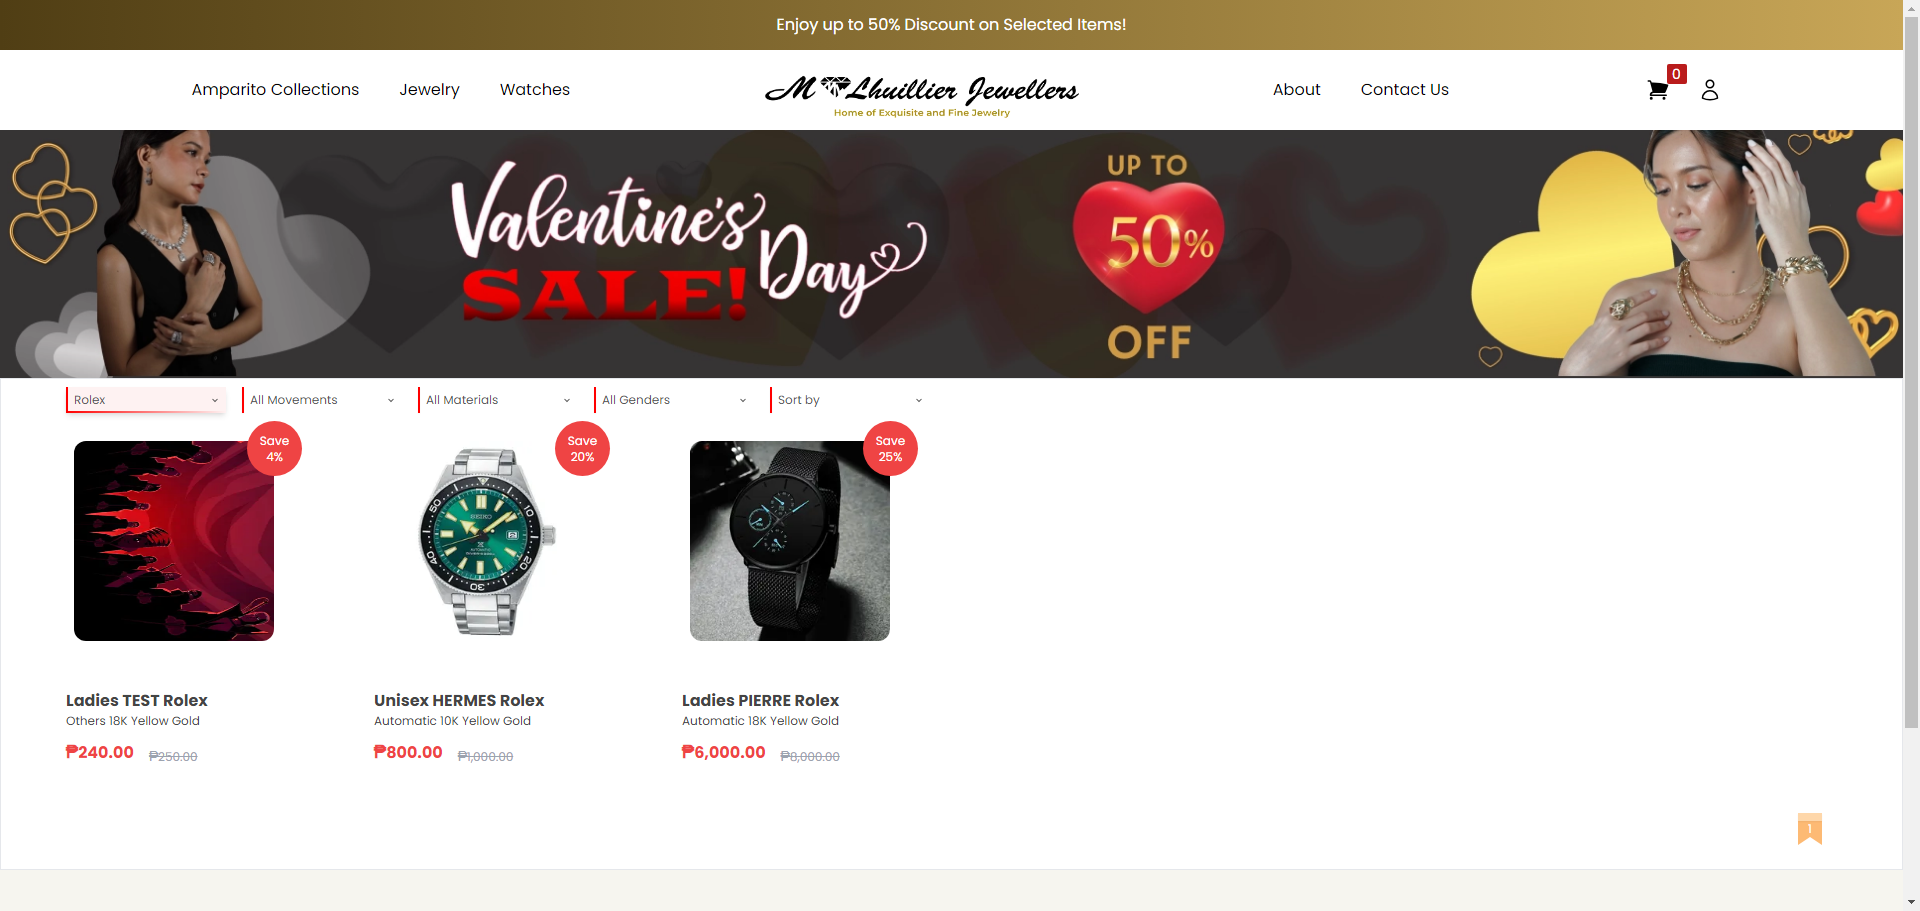 Enjoy up to 50% Discount on Selected Items!
Amparito Collections
Jewelry
Watches
M Lhuillier Jewellers
Home of Exquisite and Fine Jewelry
About
Contact Us
0
Valentine's
Day
SALE!
UP TO
50%
OFF
Rolex
All Movements
All Materials
All Genders
Sort by
Save
4%
Save
20%
Save
25%
SEIKO
Ladies TEST Rolex
Others 18K Yellow Gold
₱240.00 ₱250.00
Unisex HERMES Rolex
Automatic 10K Yellow Gold
₱800.00 ₱1,000.00
Ladies PIERRE Rolex
Automatic 18K Yellow Gold
₱6,000.00 ₱8,000.00
1